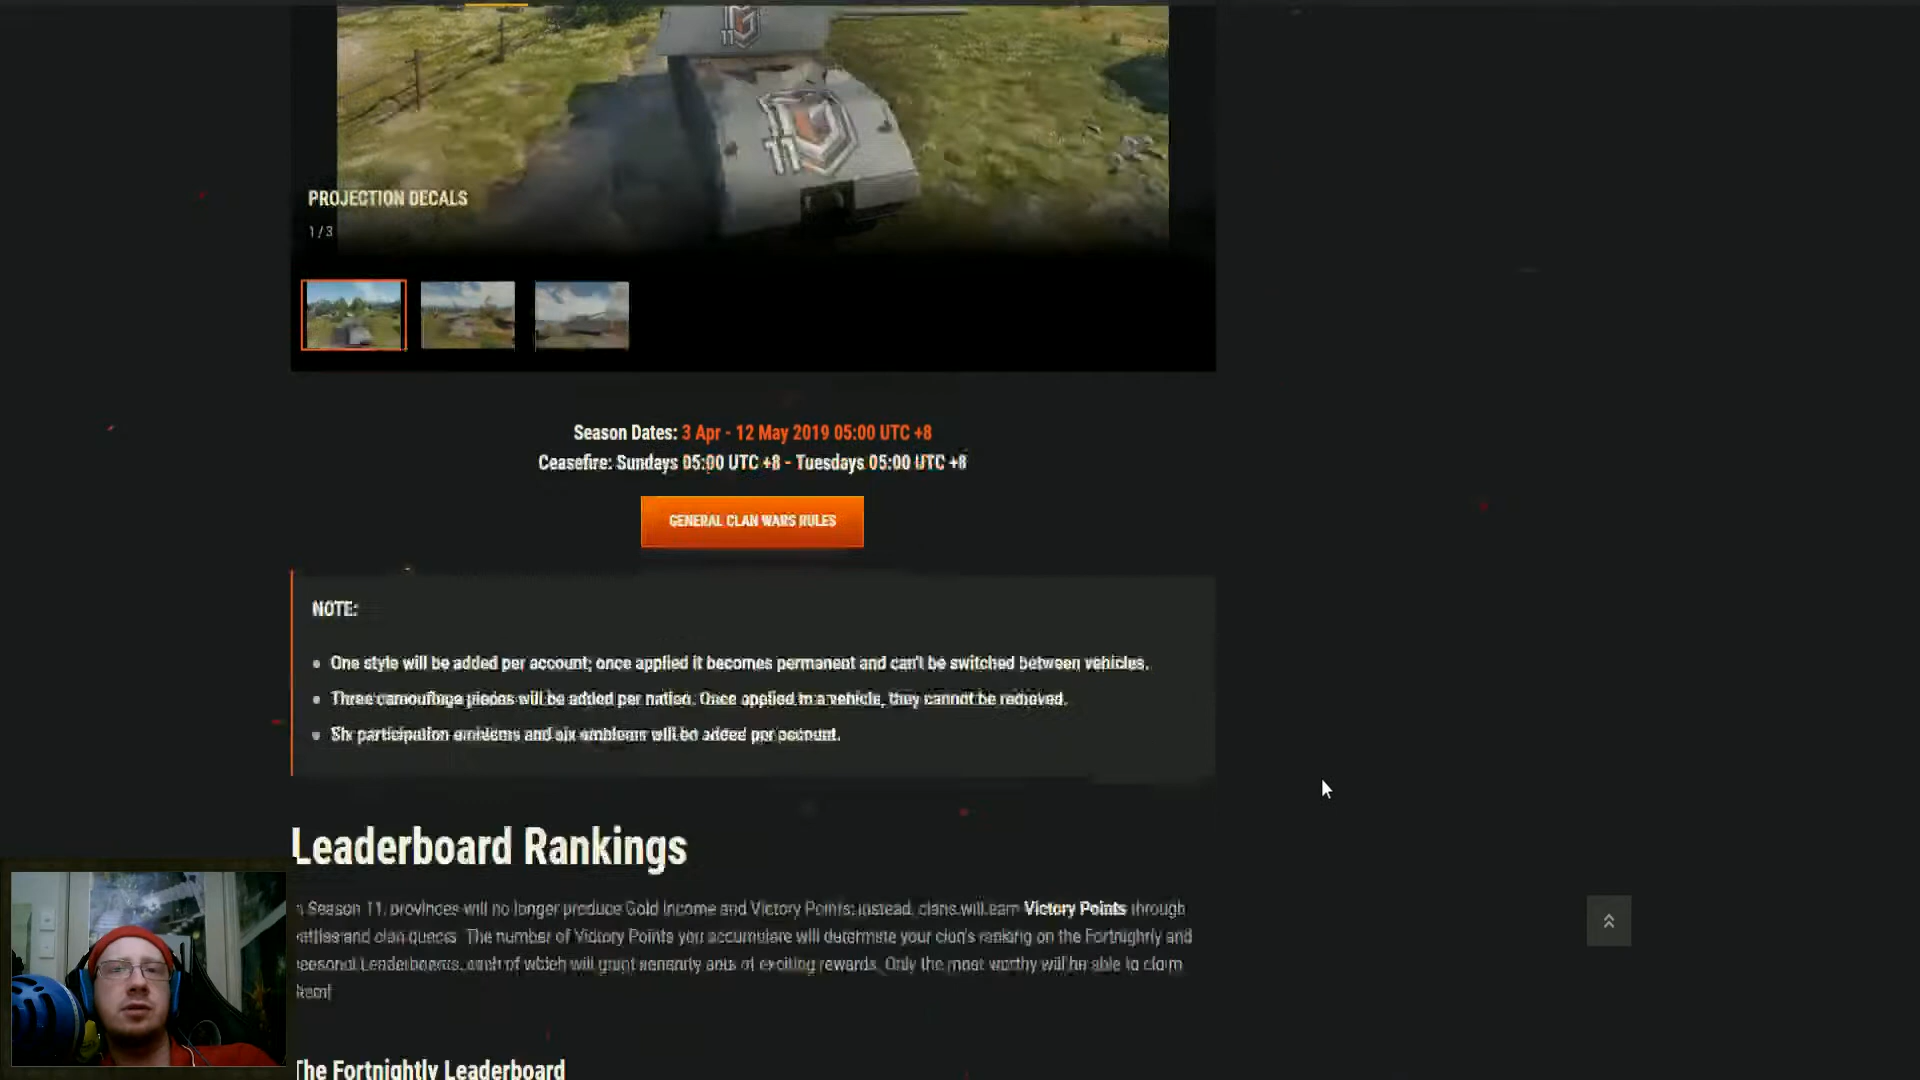 11
11
PROJECTION DECALS
1 / 3
Season Dates: 3 Apr - 12 May 2019 05:00 UTC +8
Ceasefire: Sundays 05:00 UTC +8 - Tuesdays 05:00 UTC +8
GENERAL CLAN WARS RULES
NOTE:
One style will be added per account; once applied it becomes permanent and can't be switched between vehicles.
Three camouflage pieces will be added per nation. Once applied to a vehicle, they cannot be removed.
Six participation emblems and six emblems will be added per account.
Leaderboard Rankings
Season 11, provinces will no longer produce Gold Income and Victory Points; instead, clans will earn Victory Points through
and clan quests. The number of Victory Points you accumulate will determine your clan's ranking on the Fortnightly and
Leaderboards, each of which will grant exciting rewards. Only the most worthy will be able to claim
them!
The Fortnightly Leaderboard